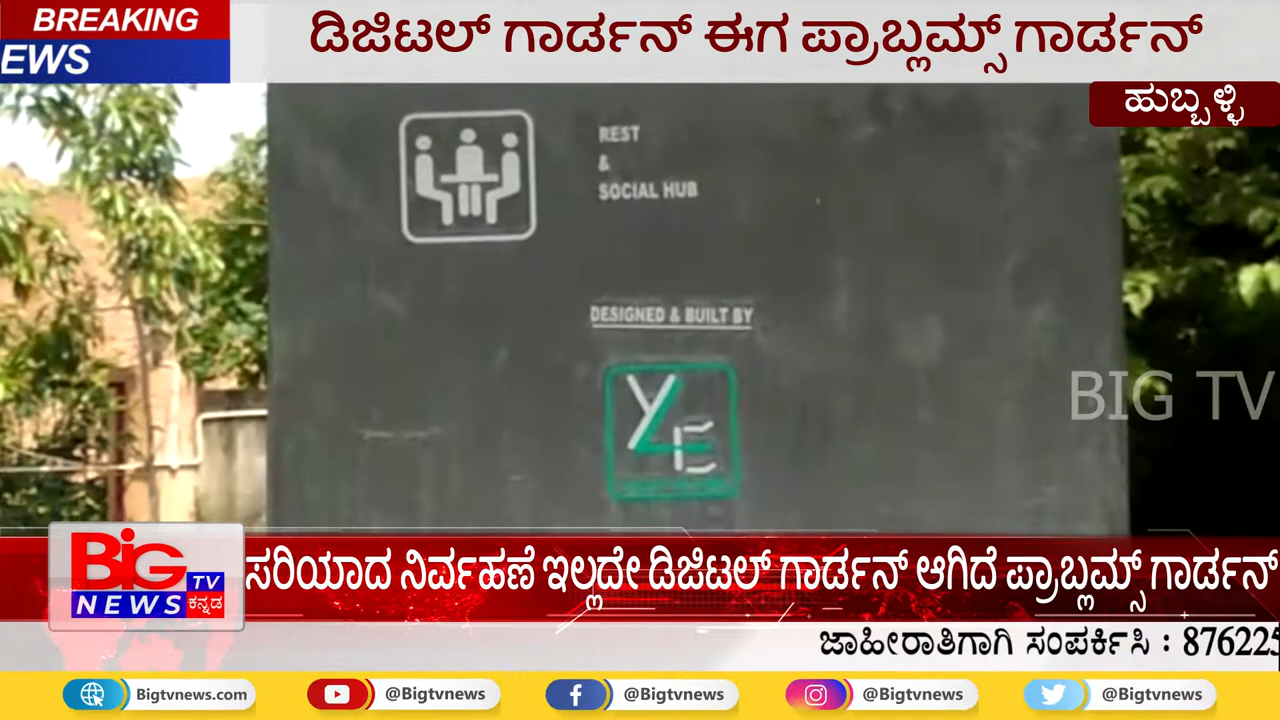 BREAKING
EWS
ಡಿಜಿಟಲ್ ಗಾರ್ಡನ್ ಈಗ ಪ್ರಾಬ್ಲಮ್ಸ್ ಗಾರ್ಡನ್
ಹುಬ್ಬಳ್ಳಿ
REST
&
SOCIAL HUB
DESIGNED & BUILT BY
YE
BIG TV
BIG TV
NEWS ಕನ್ನಡ
ಸರಿಯಾದ ನಿರ್ವಹಣೆ ಇಲ್ಲದೇ ಡಿಜಿಟಲ್ ಗಾರ್ಡನ್ ಆಗಿದೆ ಪ್ರಾಬ್ಲಮ್ಸ್ ಗಾರ್ಡನ್
ಜಾಹೀರಾತಿಗಾಗಿ ಸಂಪರ್ಕಿಸಿ : 876225
Bigtvnews.com @Bigtvnews @Bigtvnews @Bigtvnews @Bigtvnews